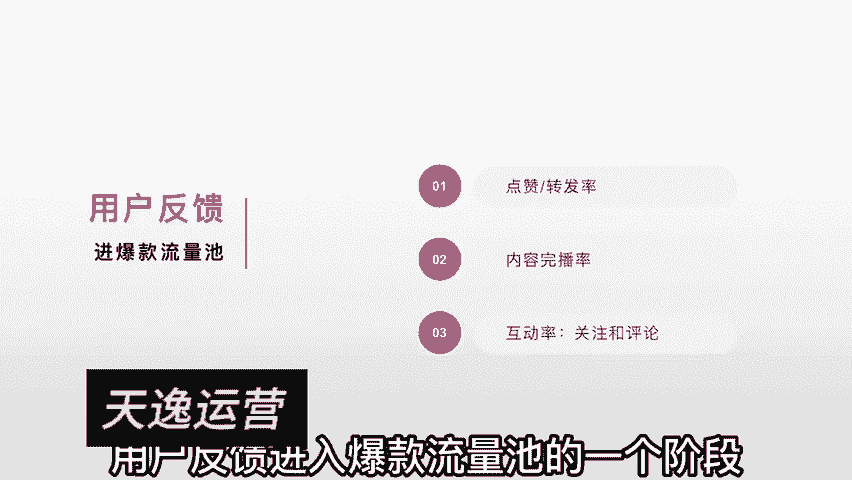 用户反馈
进爆款流量池
01
点赞/转发率
02
内容完播率
03
互动率：关注和评论
天逸运营
用户反馈进入爆款流量池的一个阶段